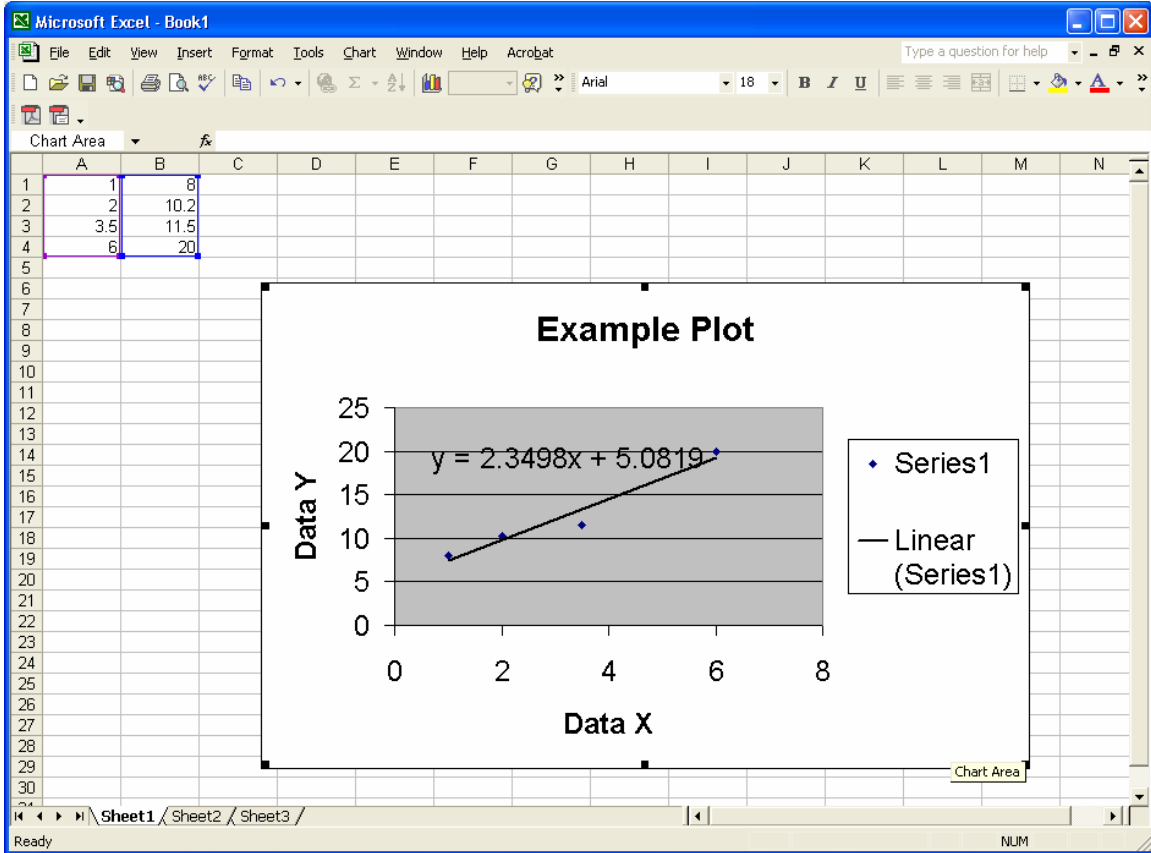 Microsoft Excel - Book1
File Edit View Insert Format Tools Chart Window Help Acrobat Type a question for help
Arial 18 B I U A
Chart Area fx
A B C D E F G H I J K L M N
1 1 8
2 2 10.2
3 3.5 11.5
4 6 20
5
6
7
8
9
10
11
12
13
14
15
16
17
18
19
20
21
22
23
24
25
26
27
28
29
30
Example Plot
25
20
15
10
5
0
y = 2.3498x + 5.0819
Data Y
0 2 4 6 8
Data X
Series1
Linear
(Series1)
Chart Area
Sheet1 / Sheet2 / Sheet3 /
Ready NUM